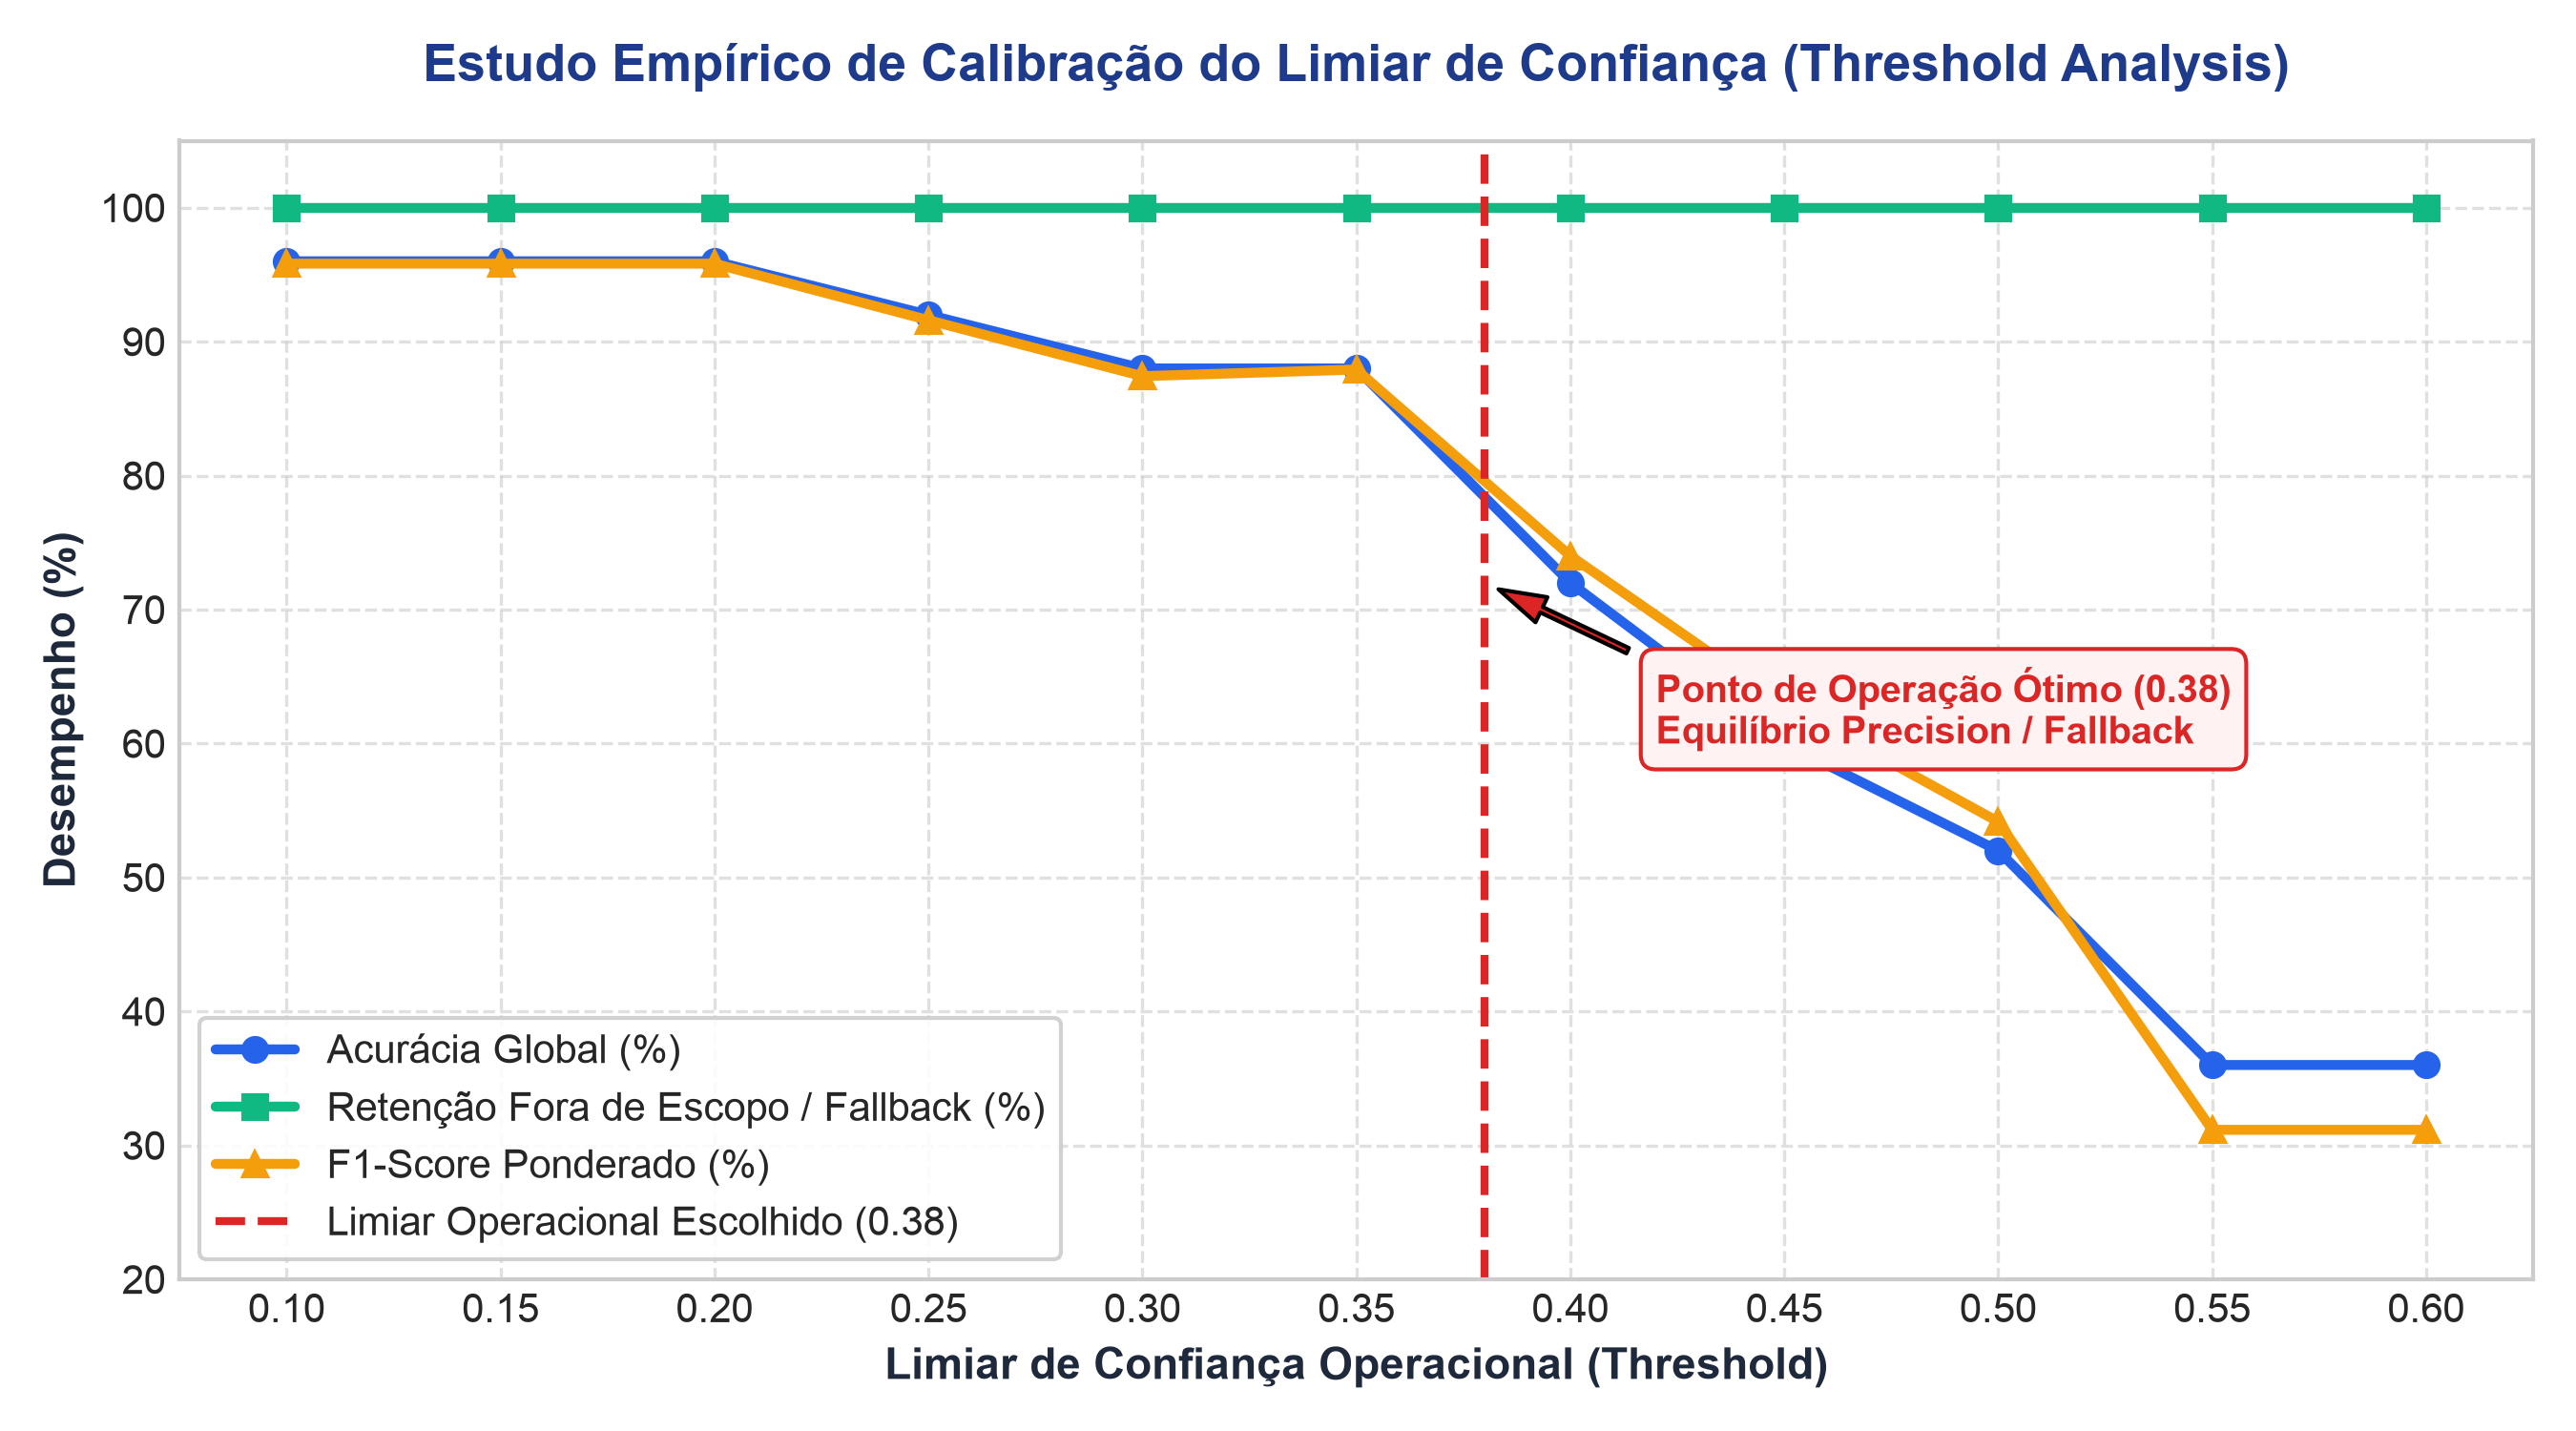 Estudo Empírico de Calibração do Limiar de Confiança (Threshold Analysis)
Desempenho (%)
100
90
80
70
60
50
40
30
20
Ponto de Operação Ótimo (0.38)
Equilíbrio Precision / Fallback
Acurácia Global (%)
Retenção Fora de Escopo / Fallback (%)
F1-Score Ponderado (%)
Limiar Operacional Escolhido (0.38)
0.10 0.15 0.20 0.25 0.30 0.35 0.40 0.45 0.50 0.55 0.60
Limiar de Confiança Operacional (Threshold)